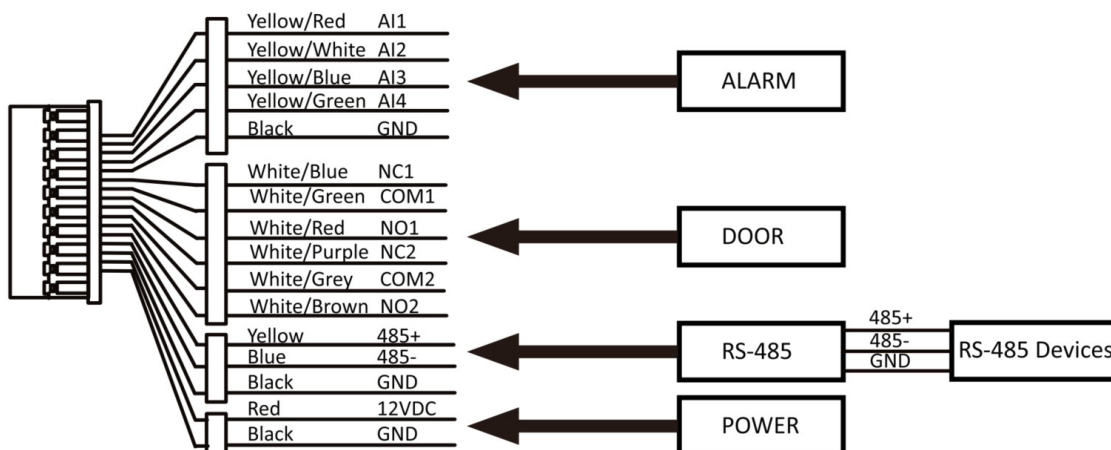 Yellow/Red AI1
Yellow/White AI2
Yellow/Blue AI3
Yellow/Green AI4
Black GND
ALARM
White/Blue NC1
White/Green COM1
White/Red NO1
White/Purple NC2
White/Grey COM2
White/Brown NO2
DOOR
Yellow 485+
Blue 485-
Black GND
RS-485
485+
485-
GND
RS-485 Devices
Red 12VDC
Black GND
POWER